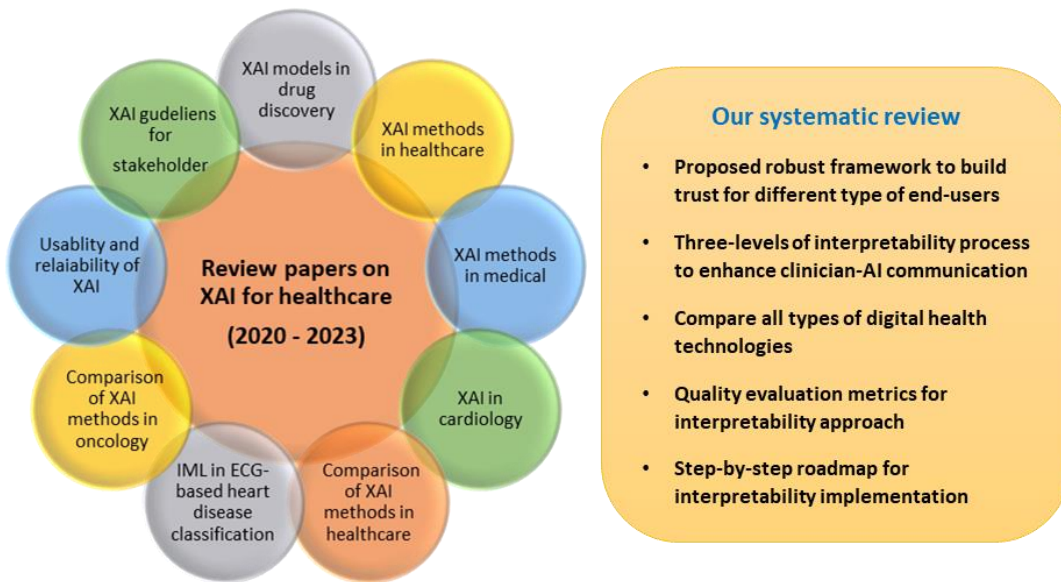 XAI models in
drug
discovery
XAI methods
in healthcare
XAI methods
in medical
XAI in
cardiology
Comparison
of XAI
methods in
healthcare
IML in ECG-
based heart
disease
classification
Comparison
of XAI
methods in
oncology
Usablity and
relaiability of
XAI
XAI gudeliens
for
stakeholder
Review papers on
XAI for healthcare
(2020 - 2023)
Our systematic review
• Proposed robust framework to build
trust for different type of end-users
• Three-levels of interpretability process
to enhance clinician-AI communication
• Compare all types of digital health
technologies
• Quality evaluation metrics for
interpretability approach
• Step-by-step roadmap for
interpretability implementation